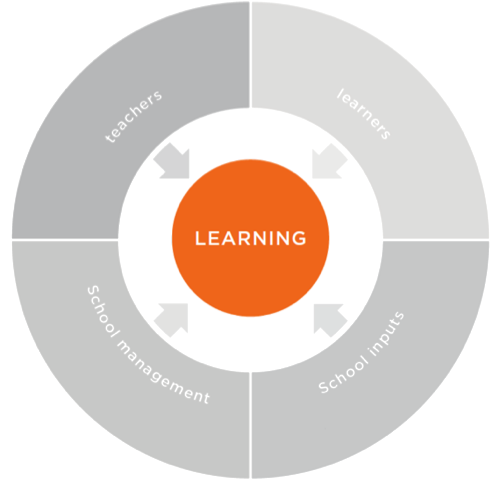 teachers
learners
LEARNING
School management
School inputs